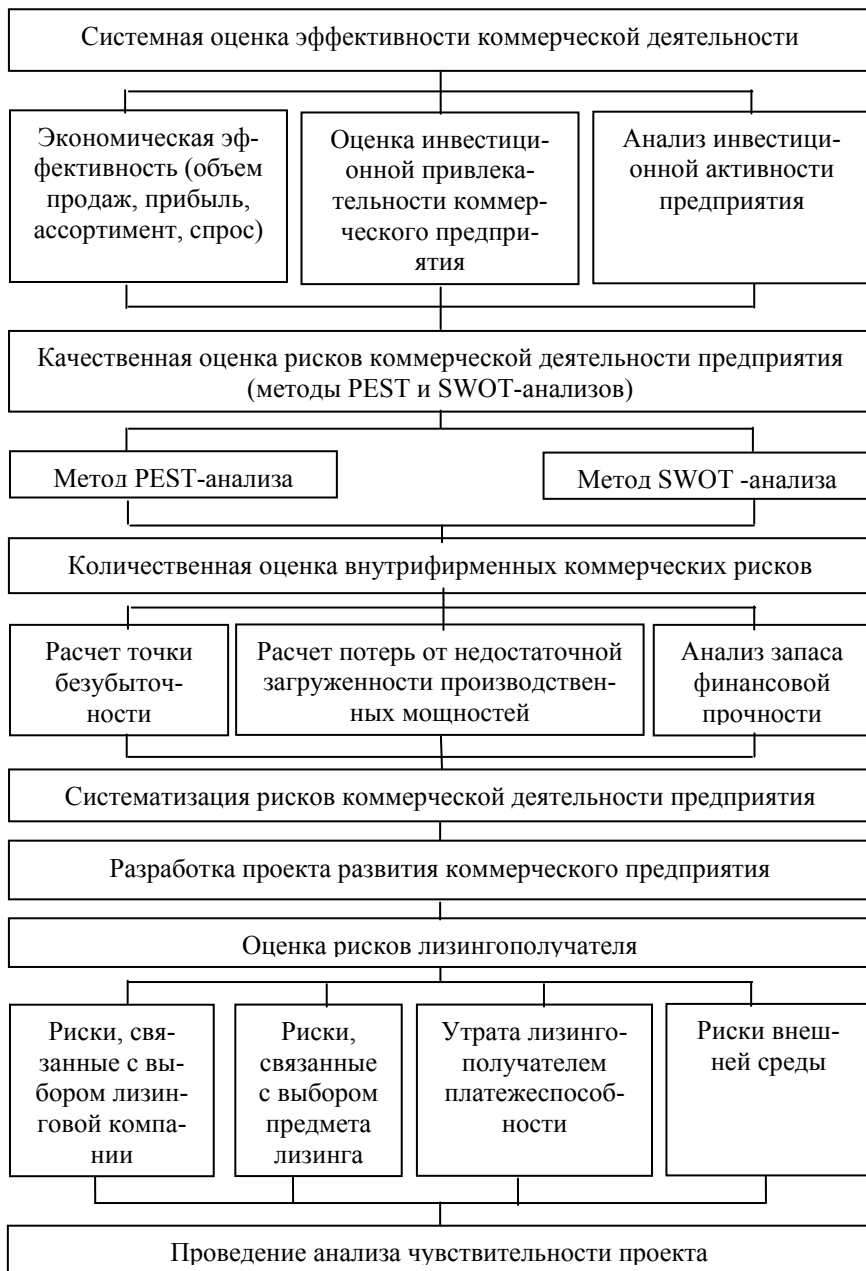 Системная оценка эффективности коммерческой деятельности
Экономическая эф-
фективность (объем
продаж, прибыль,
ассортимент, спрос)
Оценка инвестици-
онной привлека-
тельности коммер-
ческого предпри-
ятия
Анализ инвестици-
онной активности
предприятия
Качественная оценка рисков коммерческой деятельности предприятия
(методы PEST и SWOT-анализов)
Метод PEST-анализа
Метод SWOT -анализа
Количественная оценка внутрифирменных коммерческих рисков
Расчет точки
безубыточ-
ности
Расчет потерь от недостаточной
загруженности производствен-
ных мощностей
Анализ запаса
финансовой
прочности
Систематизация рисков коммерческой деятельности предприятия
Разработка проекта развития коммерческого предприятия
Оценка рисков лизингополучателя
Риски, свя-
занные с вы-
бором лизин-
говой компа-
нии
Риски,
связанные
с выбором
предмета
лизинга
Утрата лизинго-
получателем
платежеспособ-
ности
Риски внеш-
ней среды
Проведение анализа чувствительности проекта